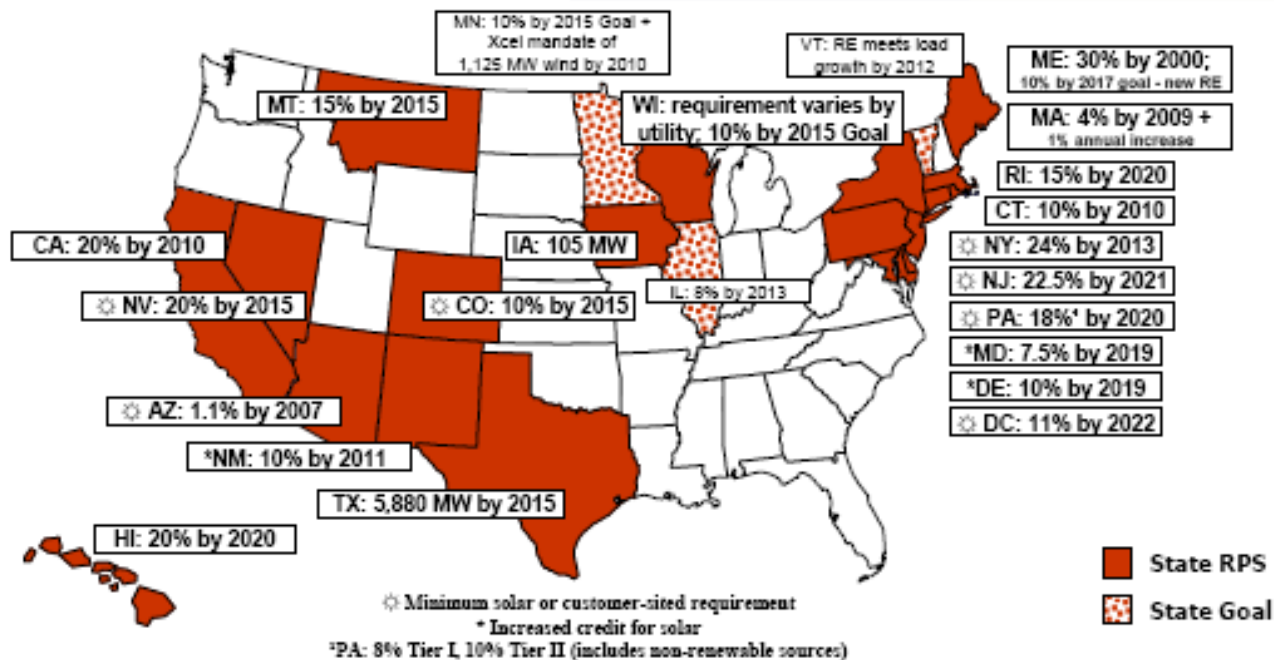 MN: 10% by 2015 Goal +
Xcel mandate of
1,125 MW wind by 2010
VT: RE meets load
growth by 2012
ME: 30% by 2000;
10% by 2017 goal - new RE
MT: 15% by 2015
WI: requirement varies by
utility; 10% by 2015 Goal
MA: 4% by 2009 +
1% annual increase
RI: 15% by 2020
CT: 10% by 2010
CA: 20% by 2010
IA: 105 MW
☼ NY: 24% by 2013
☼ NV: 20% by 2015
☼ CO: 10% by 2015
IL: 8% by 2013
☼ NJ: 22.5% by 2021
☼ PA: 18%¹ by 2020
*MD: 7.5% by 2019
*DE: 10% by 2019
☼ AZ: 1.1% by 2007
☼ DC: 11% by 2022
*NM: 10% by 2011
TX: 5,880 MW by 2015
HI: 20% by 2020
State RPS
State Goal
☼ Minimum solar or customer-sited requirement
* Increased credit for solar
¹PA: 8% Tier I, 10% Tier II (includes non-renewable sources)